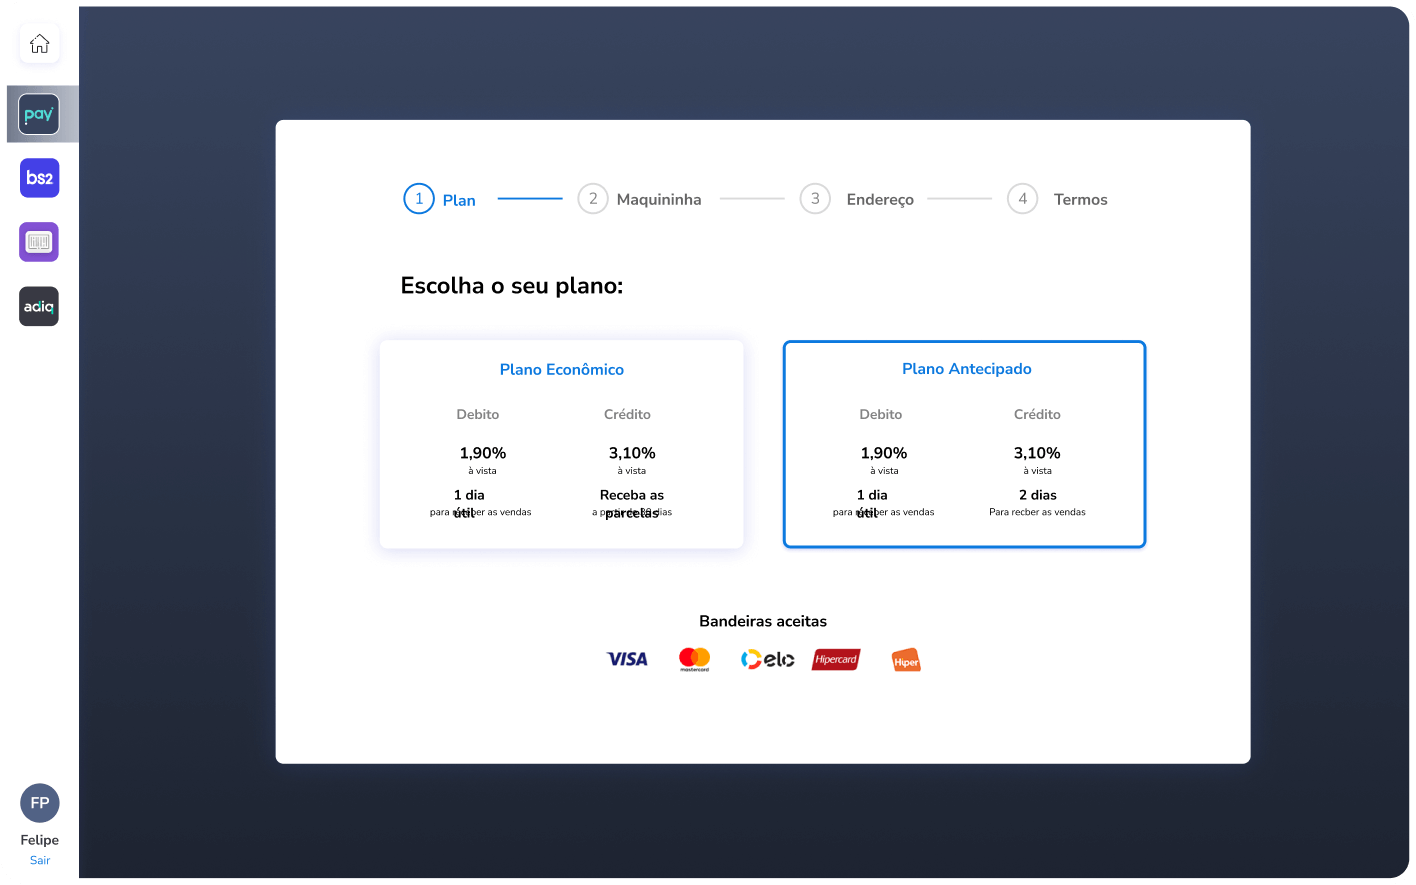 pay
bs2
adiq
1 Plan 2 Maquininha 3 Endereço 4 Termos
Escolha o seu plano:
Plano Econômico
Debito Crédito
1,90% 3,10%
à vista à vista
1 dia útil Receba as parcelas
para receber as vendas a partir de 30 dias
Plano Antecipado
Debito Crédito
1,90% 3,10%
à vista à vista
1 dia útil 2 dias
para receber as vendas Para recber as vendas
Bandeiras aceitas
VISA mastercard elo Hipercard Hiper
FP
Felipe
Sair